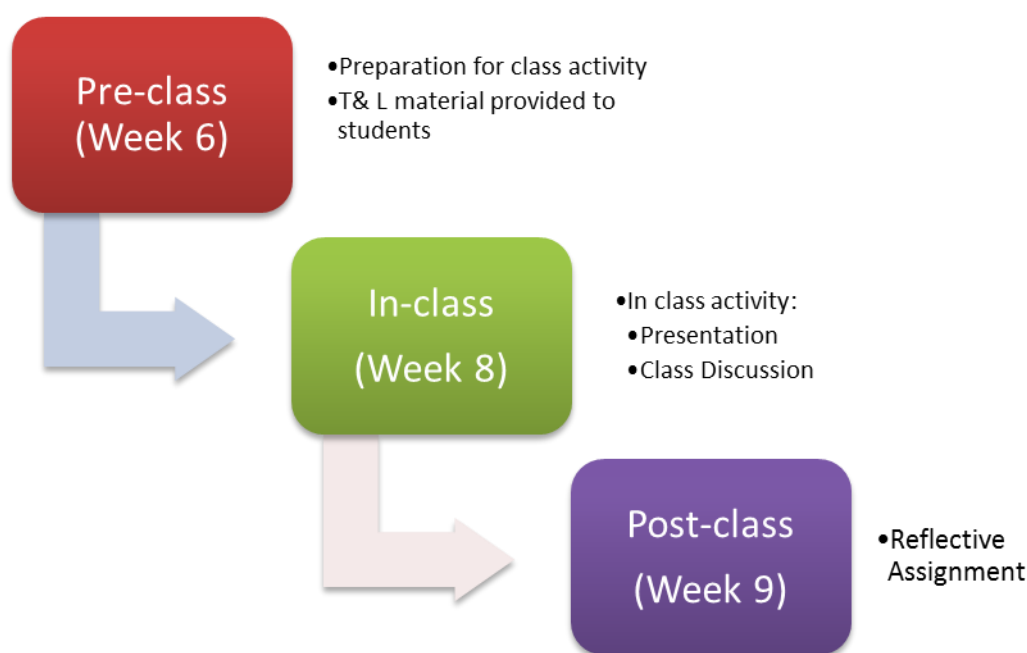 Pre-class
(Week 6)
•Preparation for class activity
•T& L material provided to
students
In-class
(Week 8)
•In class activity:
•Presentation
•Class Discussion
Post-class
(Week 9)
•Reflective
Assignment